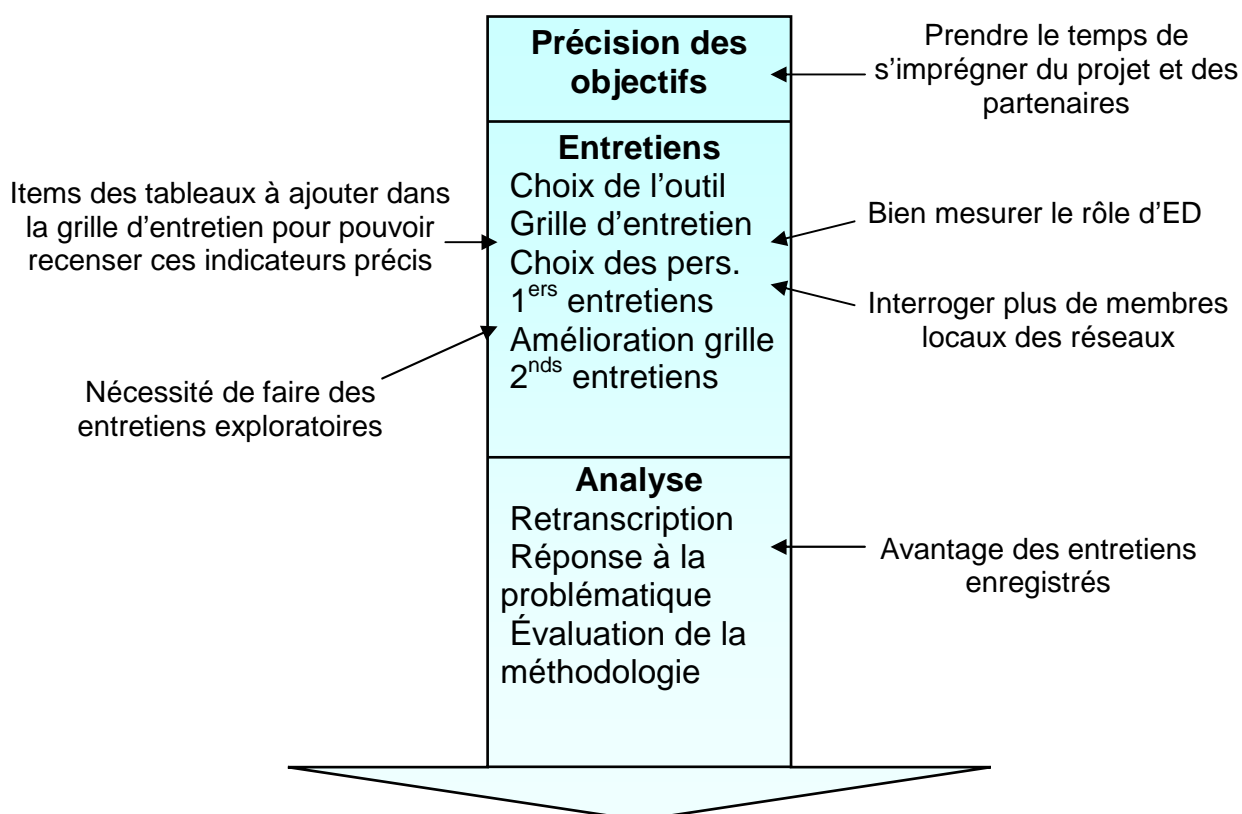 Précision des
objectifs
Prendre le temps de
s’imprégner du projet et des
partenaires
Entretiens
Choix de l’outil
Grille d’entretien
Choix des pers.
1ers entretiens
Amélioration grille
2nds entretiens
Items des tableaux à ajouter dans
la grille d’entretien pour pouvoir
recenser ces indicateurs précis
Nécessité de faire des
entretiens exploratoires
Bien mesurer le rôle d’ED
Interroger plus de membres
locaux des réseaux
Analyse
Retranscription
Réponse à la
problématique
Évaluation de la
méthodologie
Avantage des entretiens
enregistrés